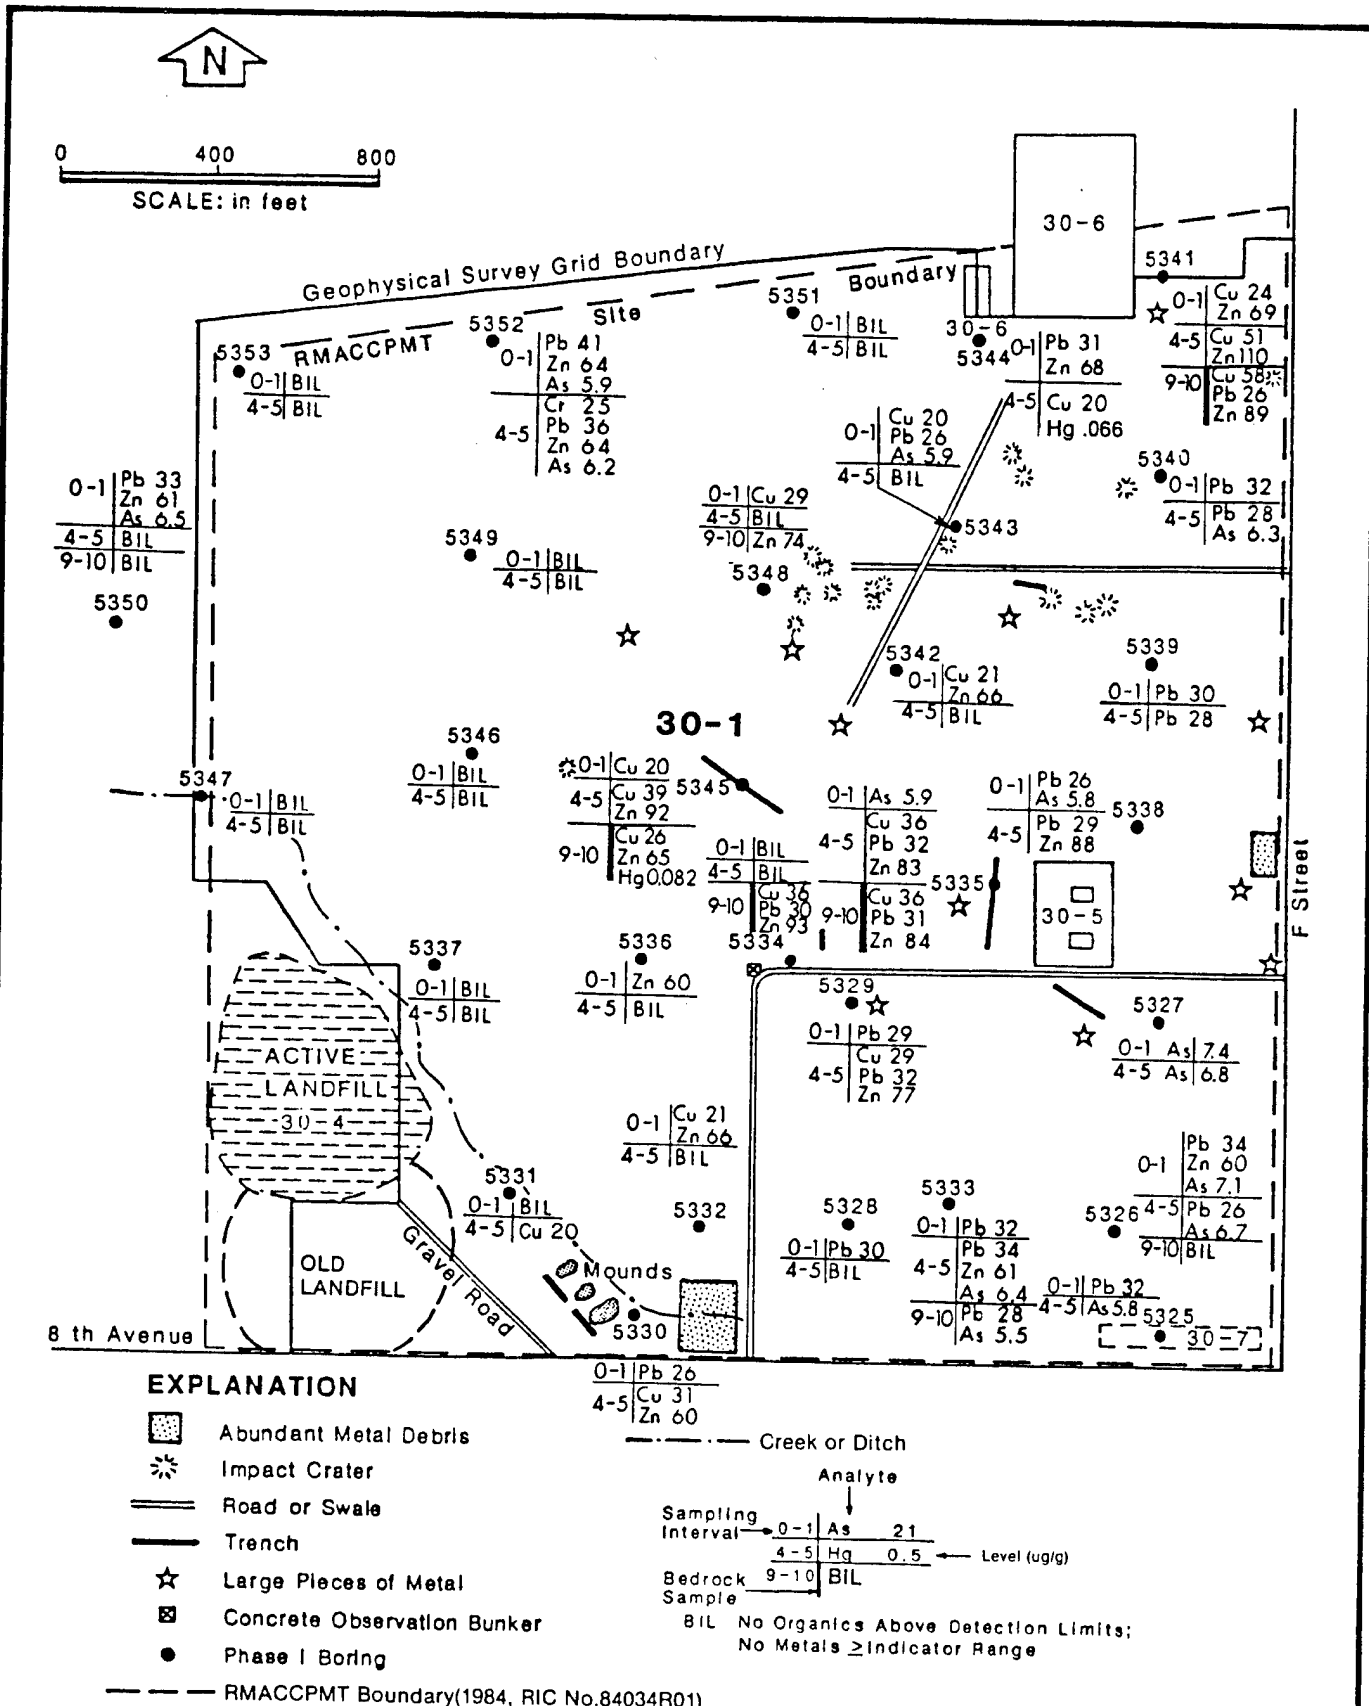 N
0 400 800
SCALE: in feet
30-6
Geophysical Survey Grid Boundary
RMACCPMT Site Boundary
5341
0-1 Cu 24
Zn 69
4-5 Cu 51
Zn 110
9-10 Cu 58
Pb 26
Zn 89
5351
0-1 BIL
4-5 BIL
30-6
5344
0-1 Pb 31
Zn 68
4-5 Cu 20
Hg .066
5352
0-1 Pb 41
Zn 64
As 5.9
4-5 Cr 25
Pb 36
Zn 64
As 6.2
5353
0-1 BIL
4-5 BIL
0-1 Cu 20
Pb 26
As 5.9
4-5 BIL
5343
5340
0-1 Pb 32
4-5 Pb 28
As 6.3
0-1 Pb 33
Zn 61
As 6.5
4-5 BIL
9-10 BIL
5350
5349
0-1 BIL
4-5 BIL
0-1 Cu 29
4-5 BIL
9-10 Zn 74
5348
5342
0-1 Cu 21
Zn 66
4-5 BIL
5339
0-1 Pb 30
4-5 Pb 28
30-1
5346
0-1 BIL
4-5 BIL
5347
0-1 BIL
4-5 BIL
0-1 Cu 20
4-5 Cu 39
Zn 92
9-10 Cu 26
Zn 65
Hg 0.082
5345
0-1 As 5.9
4-5 Cu 36
Pb 32
Zn 83
9-10 Cu 36
Pb 31
Zn 84
5335
0-1 Pb 26
As 5.8
4-5 Pb 29
Zn 88
5338
0-1 BIL
4-5 BIL
9-10 Cu 36
Pb 30
Zn 93
5334
30-5
F Street
5337
0-1 BIL
4-5 BIL
5336
0-1 Zn 60
4-5 BIL
5329
0-1 Pb 29
4-5 Cu 29
Pb 32
Zn 77
5327
0-1 As 7.4
4-5 As 6.8
ACTIVE
LANDFILL
30-4
0-1 Cu 21
Zn 66
4-5 BIL
5332
5331
0-1 BIL
4-5 Cu 20
5328
0-1 Pb 30
4-5 BIL
5333
0-1 Pb 32
4-5 Pb 34
Zn 61
As 6.4
9-10 Pb 28
As 5.5
0-1 Pb 34
Zn 60
As 7.1
4-5 Pb 26
As 6.7
9-10 BIL
5326
0-1 Pb 32
4-5 As 5.8
5325
30-7
OLD
LANDFILL
Gravel Road
Mounds
5330
0-1 Pb 26
4-5 Cu 31
Zn 60
8 th Avenue
EXPLANATION
Abundant Metal Debris
Impact Crater
Road or Swale
Trench
Large Pieces of Metal
Concrete Observation Bunker
Phase I Boring
RMACCPMT Boundary(1984, RIC No.84034R01)
Creek or Ditch
Analyte
Sampling
Interval
0-1 As 21
4-5 Hg 0.5
Level (ug/g)
9-10 BIL
Bedrock
Sample
BIL No Organics Above Detection Limits;
No Metals ≥Indicator Range